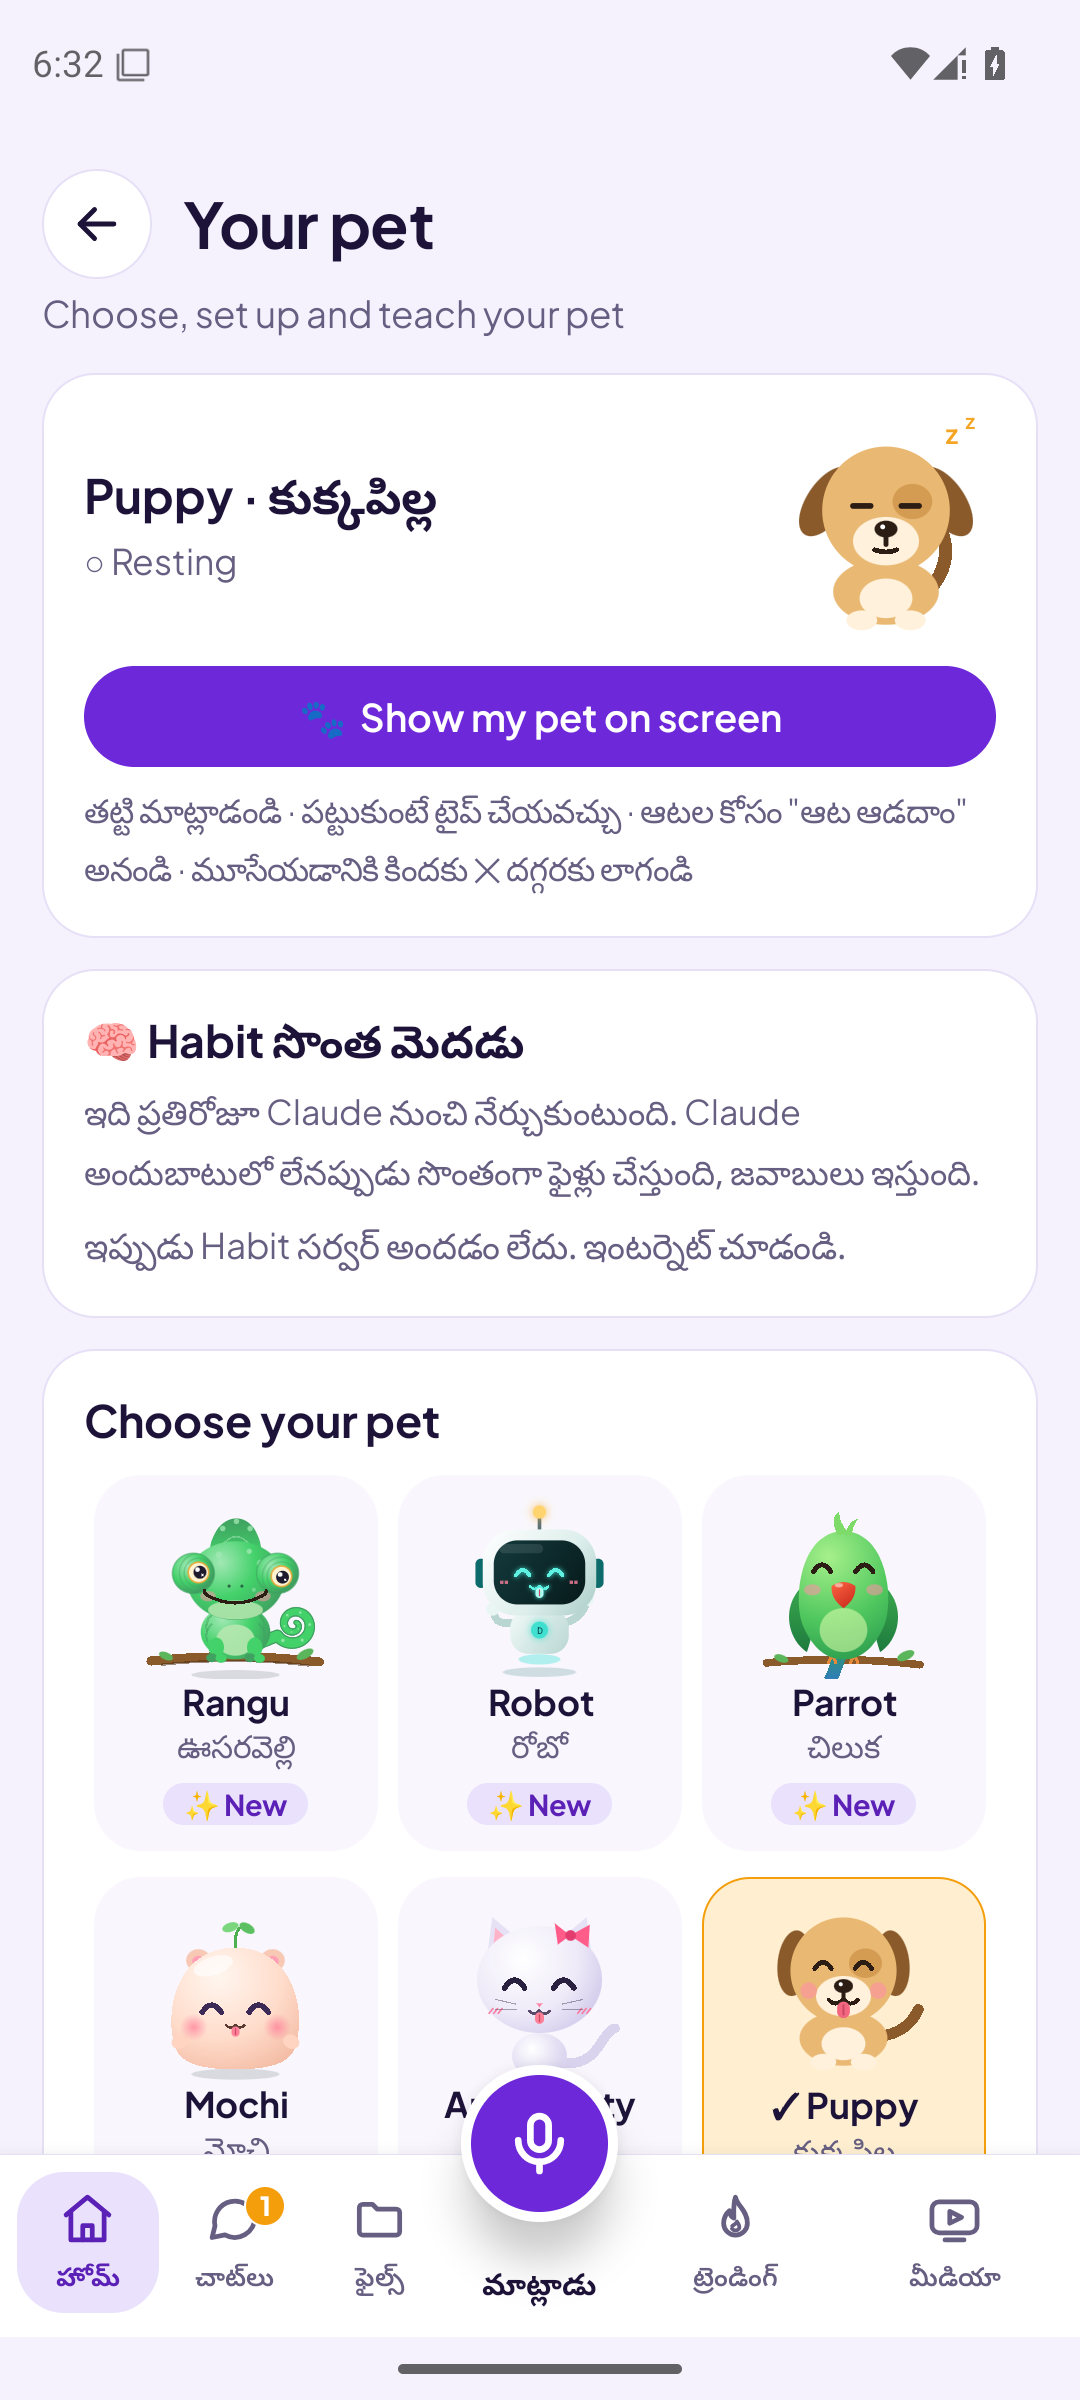 6:32
Your pet
Choose, set up and teach your pet
z z
Puppy · కుక్కపిల్ల
○ Resting
🐾 Show my pet on screen
తట్టి మాట్లాడండి · పట్టుకుంటే టైప్ చేయవచ్చు · ఆటల కోసం "ఆట ఆడదాం"
అనండి · మూసేయడానికి కిందకు ✕ దగ్గరకు లాగండి
🧠 Habit సొంత మెదడు
ఇది ప్రతిరోజూ Claude నుంచి నేర్చుకుంటుంది. Claude
అందుబాటులో లేనప్పుడు సొంతంగా ఫైళ్లు చేస్తుంది, జవాబులు ఇస్తుంది.
ఇప్పుడు Habit సర్వర్ అందడం లేదు. ఇంటర్నెట్ చూడండి.
Choose your pet
Rangu Robot Parrot
ఊసరవెల్లి రోబో చిలుక
✨ New ✨ New ✨ New
Mochi ✓ Puppy
మోచి కుక్కపిల్ల
1
హోమ్ చాట్‌లు ఫైల్స్ మాట్లాడు ట్రెండింగ్ మీడియా